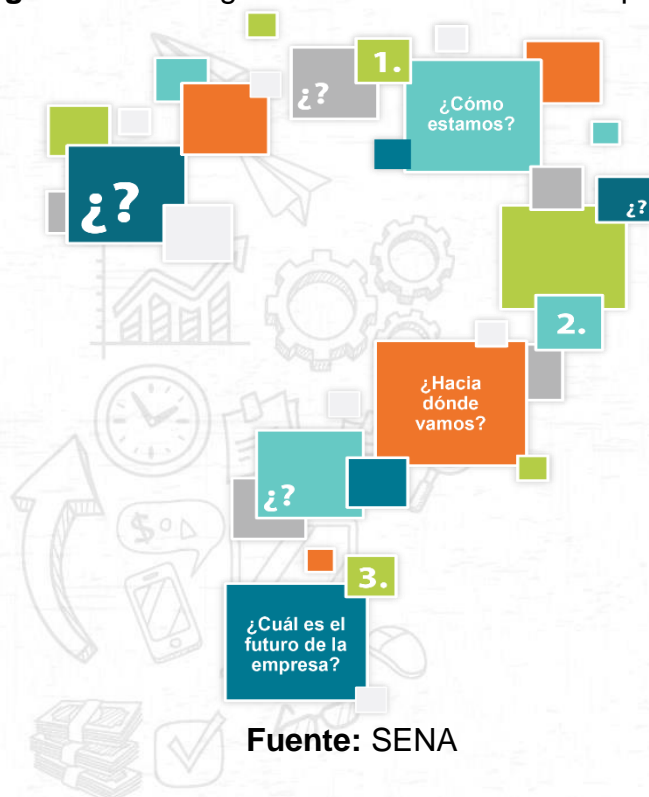 ¿?
1.
¿Cómo
estamos?
¿?
¿?
2.
¿Hacia
dónde
vamos?
¿?
3.
¿Cuál es el
futuro de la
empresa?
Fuente: SENA